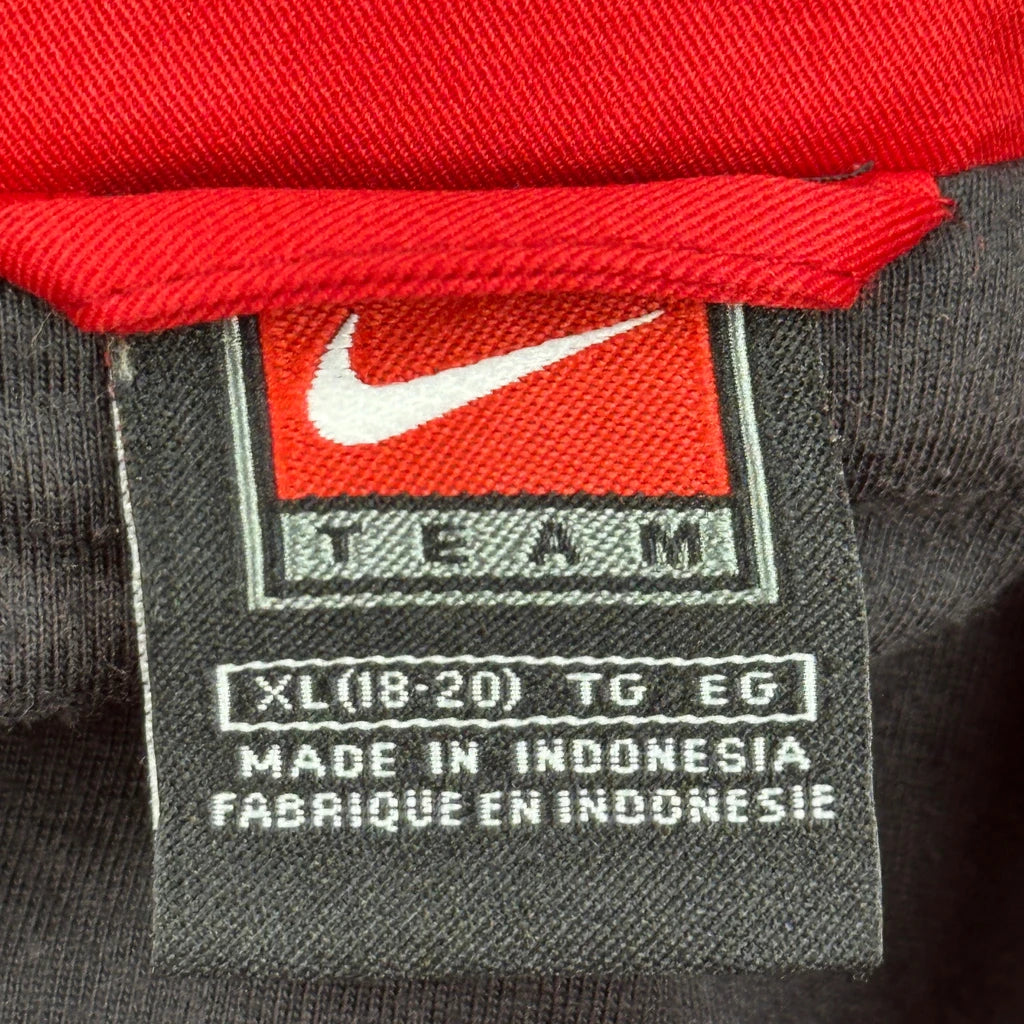 TEAM
XL(18-20) TG EG
MADE IN INDONESIA
FABRIQUE EN INDONESIE